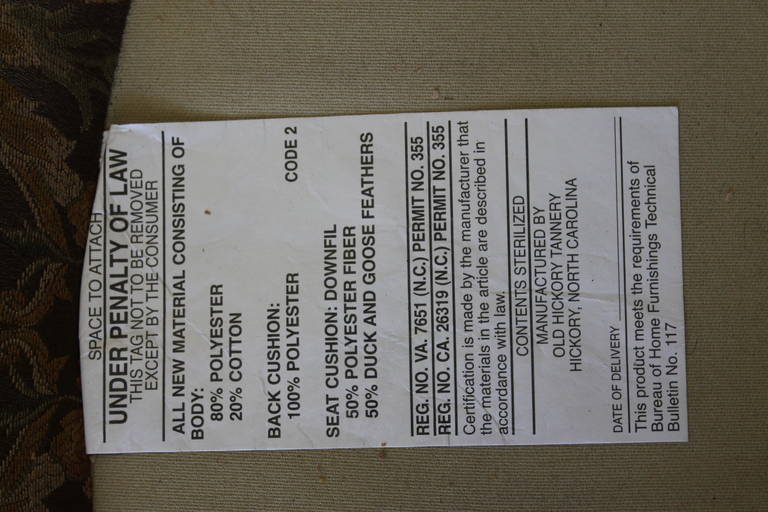 SPACE TO ATTACH
UNDER PENALTY OF LAW
THIS TAG NOT TO BE REMOVED
EXCEPT BY THE CONSUMER
ALL NEW MATERIAL CONSISTING OF
BODY:
80% POLYESTER
20% COTTON
BACK CUSHION: CODE 2
100% POLYESTER
SEAT CUSHION: DOWNFIL
50% POLYESTER FIBER
50% DUCK AND GOOSE FEATHERS
REG. NO. VA. 7651 (N.C.) PERMIT NO. 355
REG. NO. CA. 26319 (N.C.) PERMIT NO. 355
Certification is made by the manufacturer that
the materials in the article are described in
accordance with law.
CONTENTS STERILIZED
MANUFACTURED BY
OLD HICKORY TANNERY
HICKORY, NORTH CAROLINA
DATE OF DELIVERY
This product meets the requirements of
Bureau of Home Furnishings Technical
Bulletin No. 117